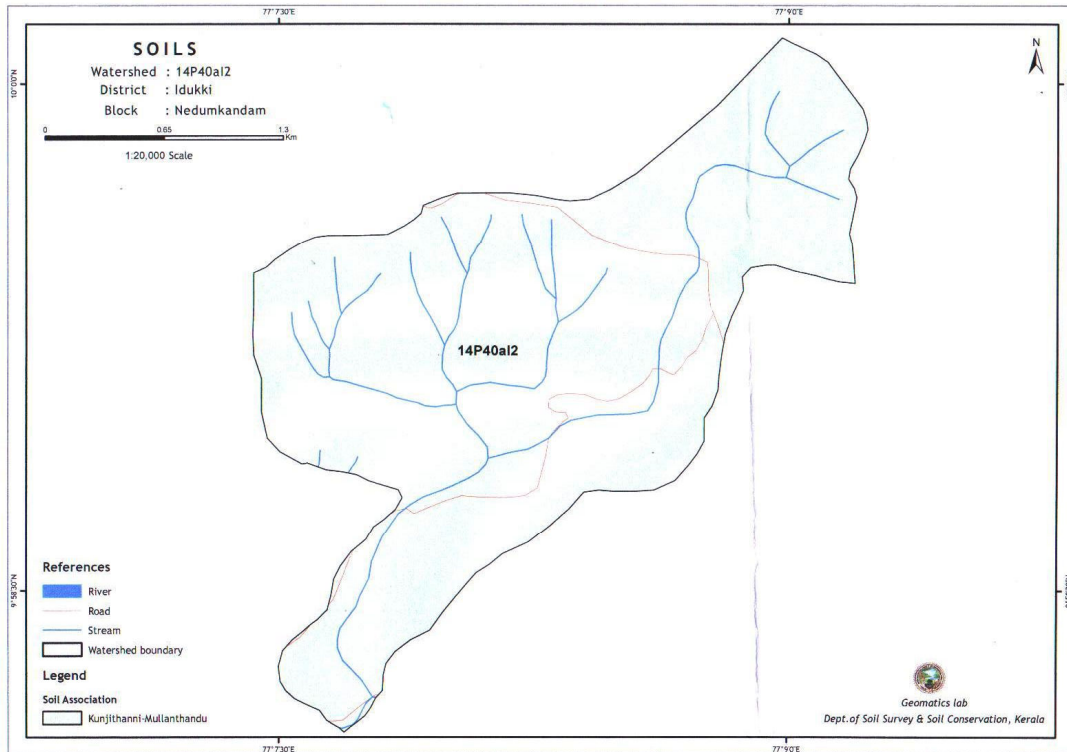 77°7'30"E
77°9'0"E
SOILS
Watershed : 14P40aI2
District : Idukki
Block : Nedumkandam
0 0.65 1.3
Km
1:20,000 Scale
N
10°0'0"N
14P40aI2
9°58'30"N
References
River
Road
Stream
Watershed boundary
Legend
Soil Association
Kunjithanni-Mullanthandu
Geomatics lab
Dept.of Soil Survey & Soil Conservation, Kerala
77°7'30"E
77°9'0"E